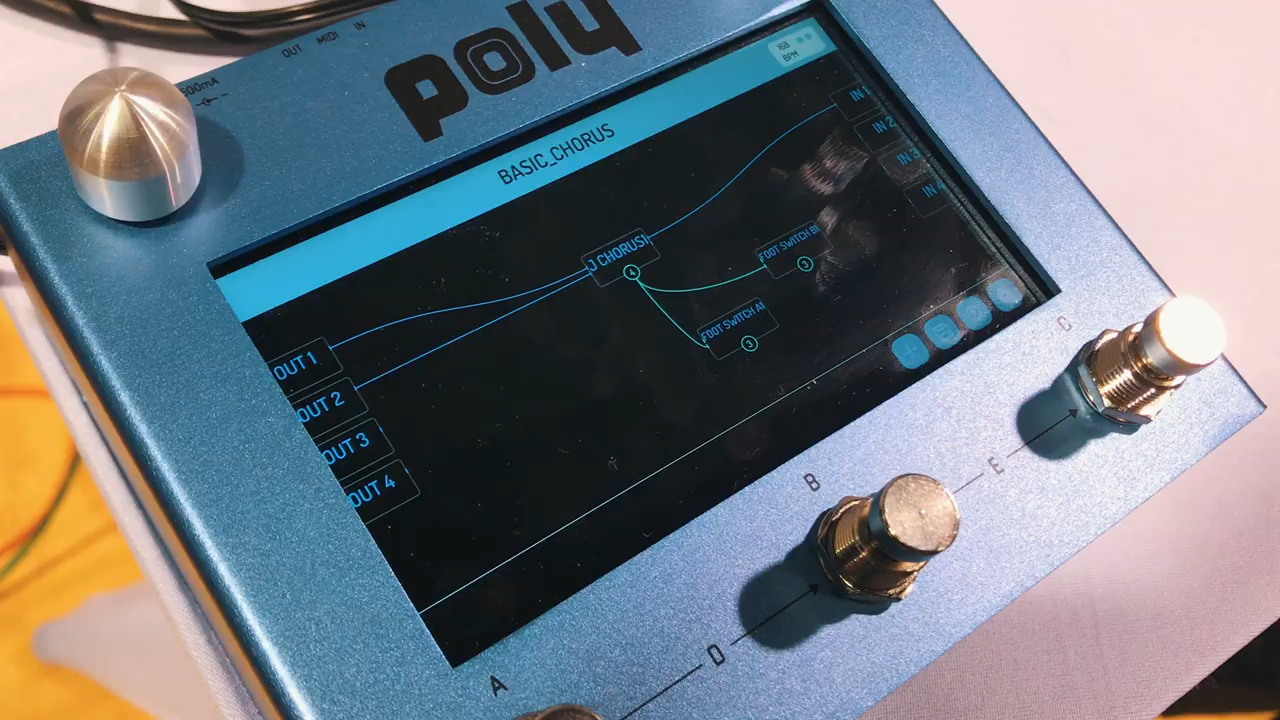 OUT MIDI IN
500mA
poly
168
BPM
BASIC_CHORUS
IN 1
IN 2
IN 3
IN 4
J CHORUS1
4
FOOT SWITCH B1
3
FOOT SWITCH A1
3
OUT 1
OUT 2
OUT 3
OUT 4
C
E
B
D
A